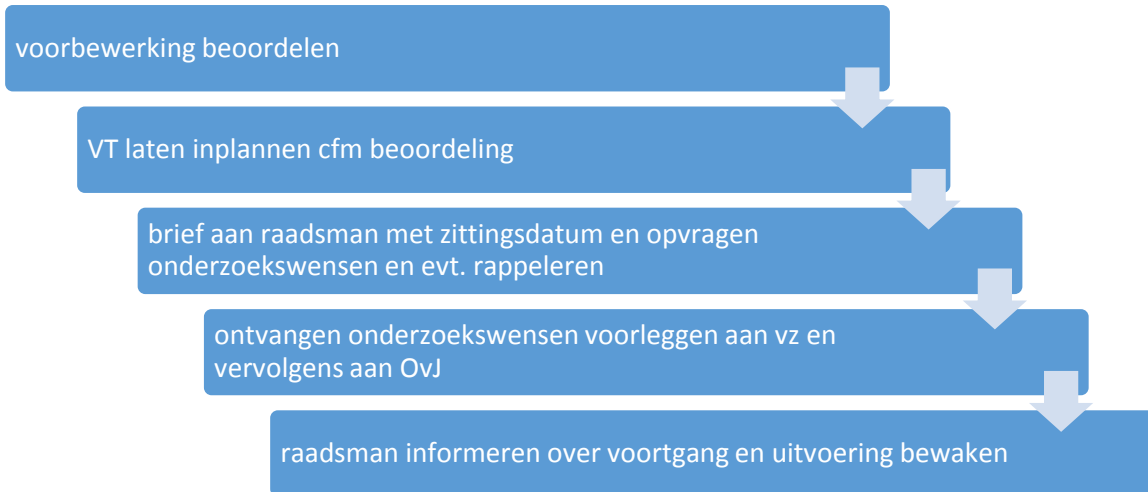 voorbewerking beoordelen
VT laten inplannen cfm beoordeling
brief aan raadsman met zittingsdatum en opvragen
onderzoekswensen en evt. rappeleren
ontvangen onderzoekswensen voorleggen aan vz en
vervolgens aan OvJ
raadsman informeren over voortgang en uitvoering bewaken